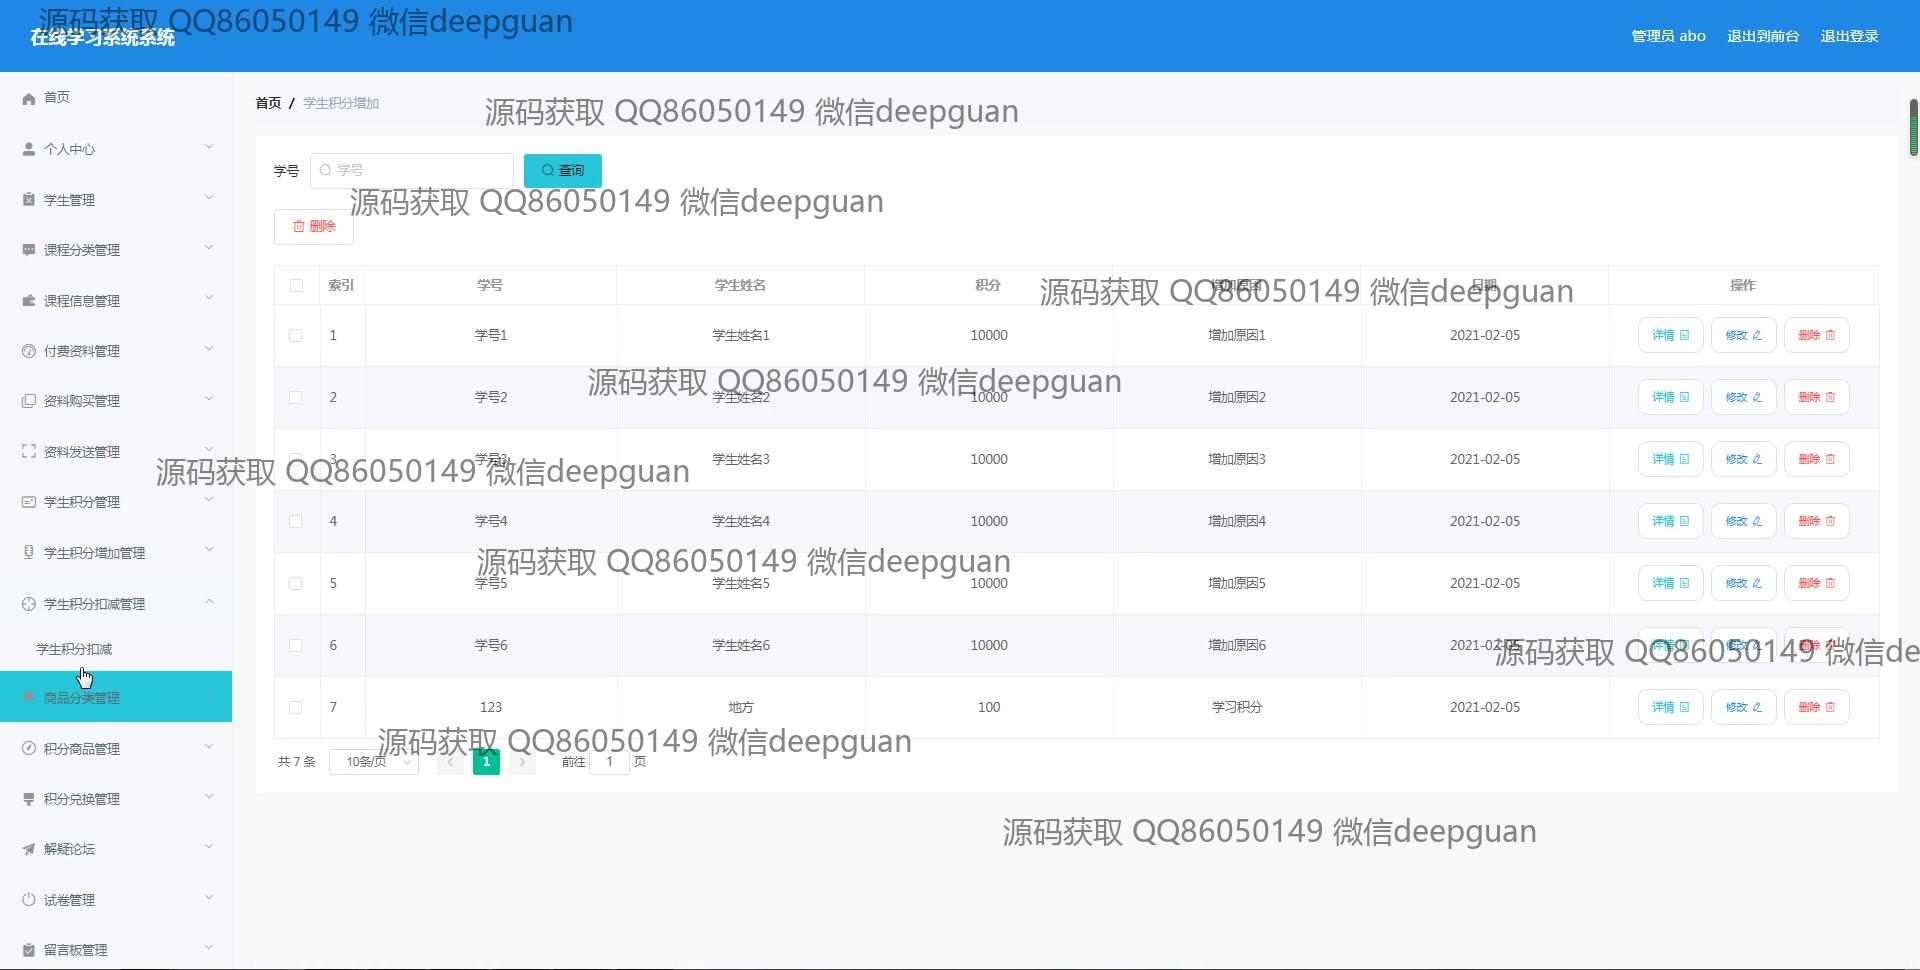 源码获取 QQ86050149 微信deepguan
在线学习系统系统
管理员 abo 退出到前台 退出登录
首页
个人中心
学生管理
课程分类管理
课程信息管理
付费资料管理
资料购买管理
资料发送管理
学生积分管理
学生积分增加管理
学生积分扣减管理
学生积分扣减
商品分类管理
积分商品管理
积分兑换管理
解疑论坛
试卷管理
留言板管理
首页 / 学生积分增加
源码获取 QQ86050149 微信deepguan
学号 学号 查询
源码获取 QQ86050149 微信deepguan
删除
索引 学号 学生姓名 积分 增加原因 日期 操作
源码获取 QQ86050149 微信deepguan
1 学号1 学生姓名1 10000 增加原因1 2021-02-05 详情 修改 删除
源码获取 QQ86050149 微信deepguan
2 学号2 学生姓名2 10000 增加原因2 2021-02-05 详情 修改 删除
3 学号3 学生姓名3 10000 增加原因3 2021-02-05 详情 修改 删除
源码获取 QQ86050149 微信deepguan
4 学号4 学生姓名4 10000 增加原因4 2021-02-05 详情 修改 删除
源码获取 QQ86050149 微信deepguan
5 学号5 学生姓名5 10000 增加原因5 2021-02-05 详情 修改 删除
6 学号6 学生姓名6 10000 增加原因6 2021-02-05 详情 修改 删除
源码获取 QQ86050149 微信de
7 123 地方 100 学习积分 2021-02-05 详情 修改 删除
源码获取 QQ86050149 微信deepguan
共 7 条 10条/页 1 前往 1 页
源码获取 QQ86050149 微信deepguan